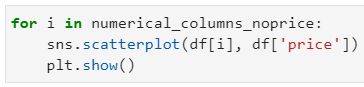 for i in numerical_columns_noprice:
    sns.scatterplot(df[i], df['price'])
    plt.show()